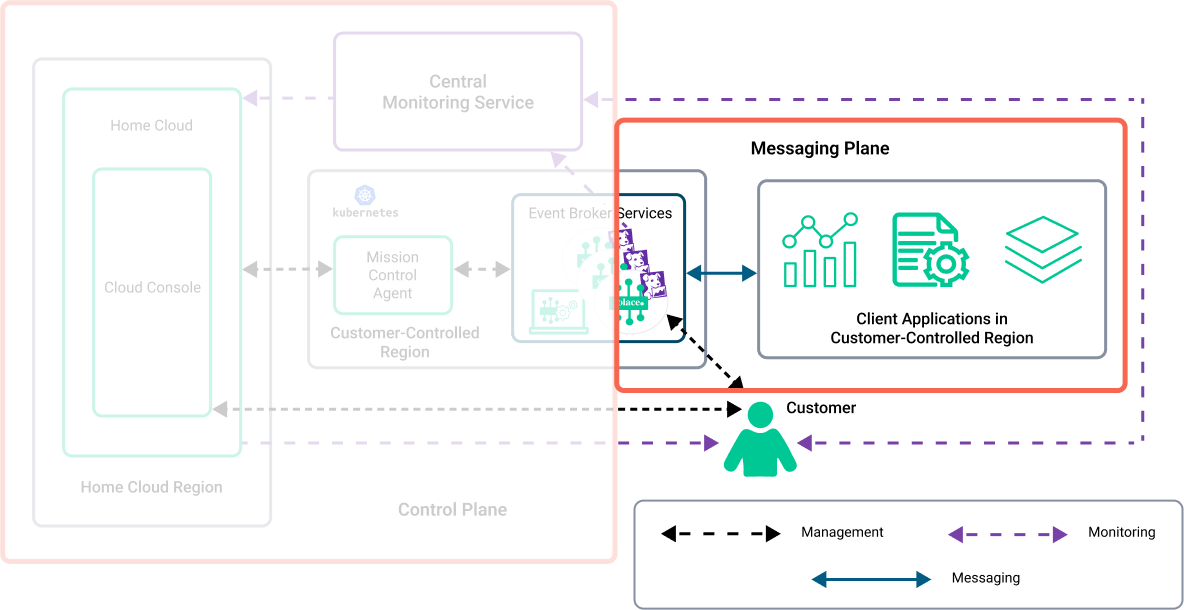 Central
Monitoring Service
Home Cloud
Messaging Plane
kubernetes
Event Broker Services
Mission
Control
Agent
Cloud Console
solace.
Customer-Controlled
Region
Client Applications in
Customer-Controlled Region
Customer
Home Cloud Region
Control Plane
Management
Monitoring
Messaging